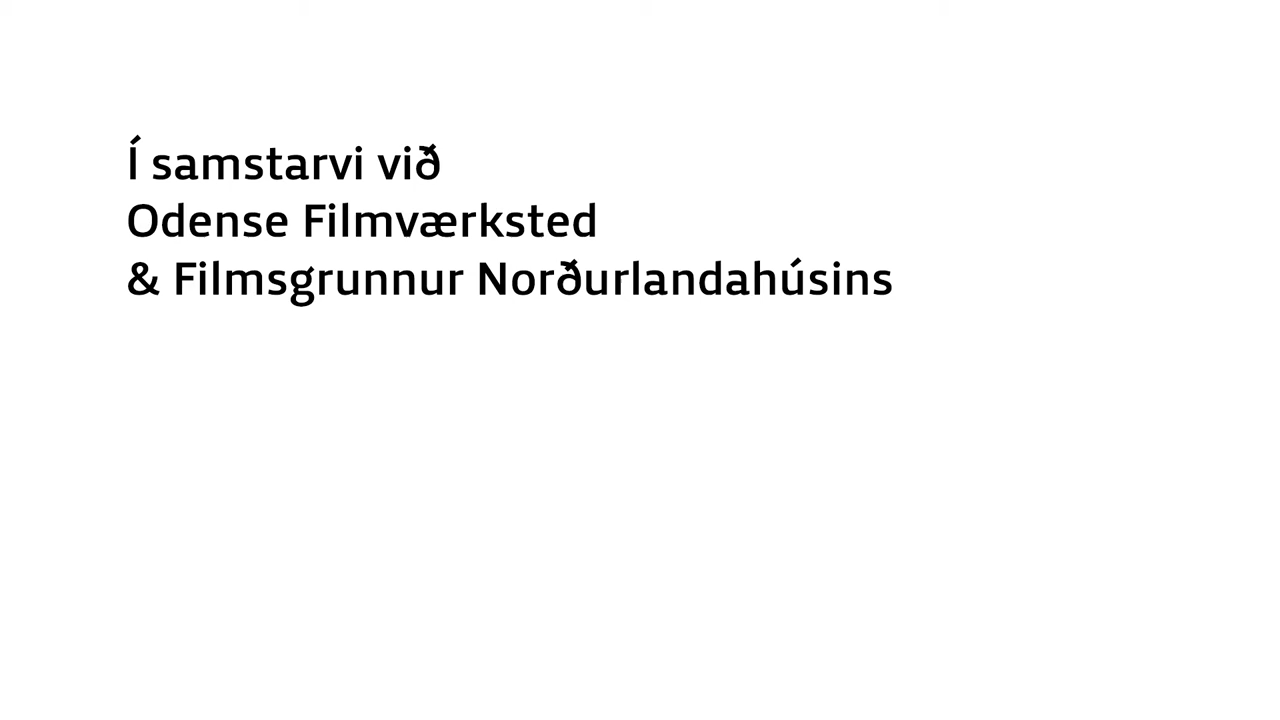 Í samstarvi við
Odense Filmværksted
& Filmsgrunnur Norðurlandahúsins